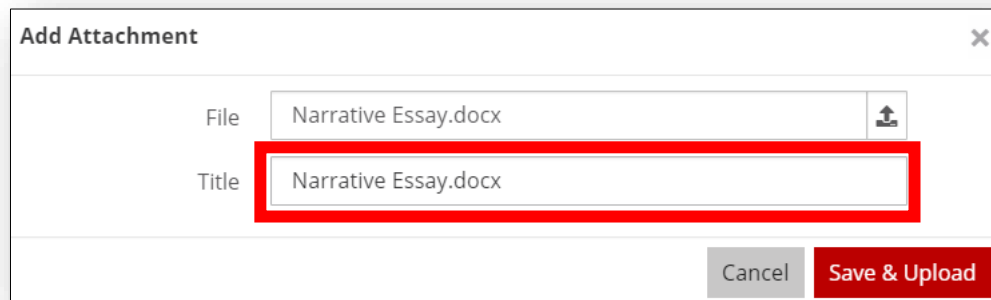 Add Attachment
File Narrative Essay.docx
Title Narrative Essay.docx
Cancel Save & Upload